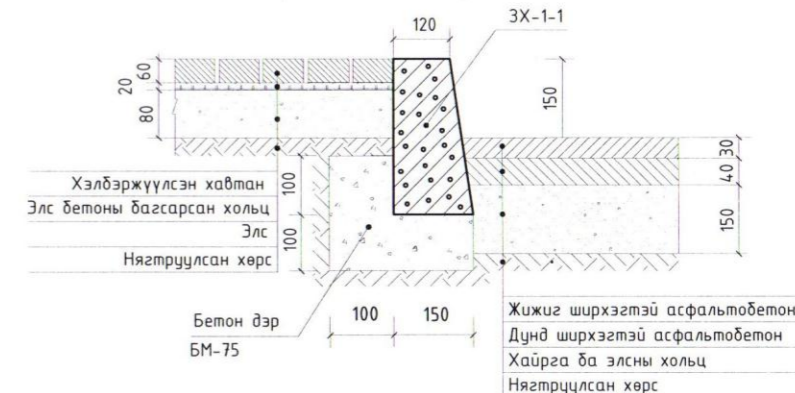 120
ЗХ-1-1
60
20
80
150
30
40
150
100
100
Хэлбэржүүлсэн хавтан
Элс бетоны багсарсан хольц
Элс
Нягтруулсан хөрс
Бетон дэр
БМ-75
100
150
Жижиг ширхэгтэй асфальтобетон
Дунд ширхэгтэй асфальтобетон
Хайрга ба элсны хольц
Нягтруулсан хөрс